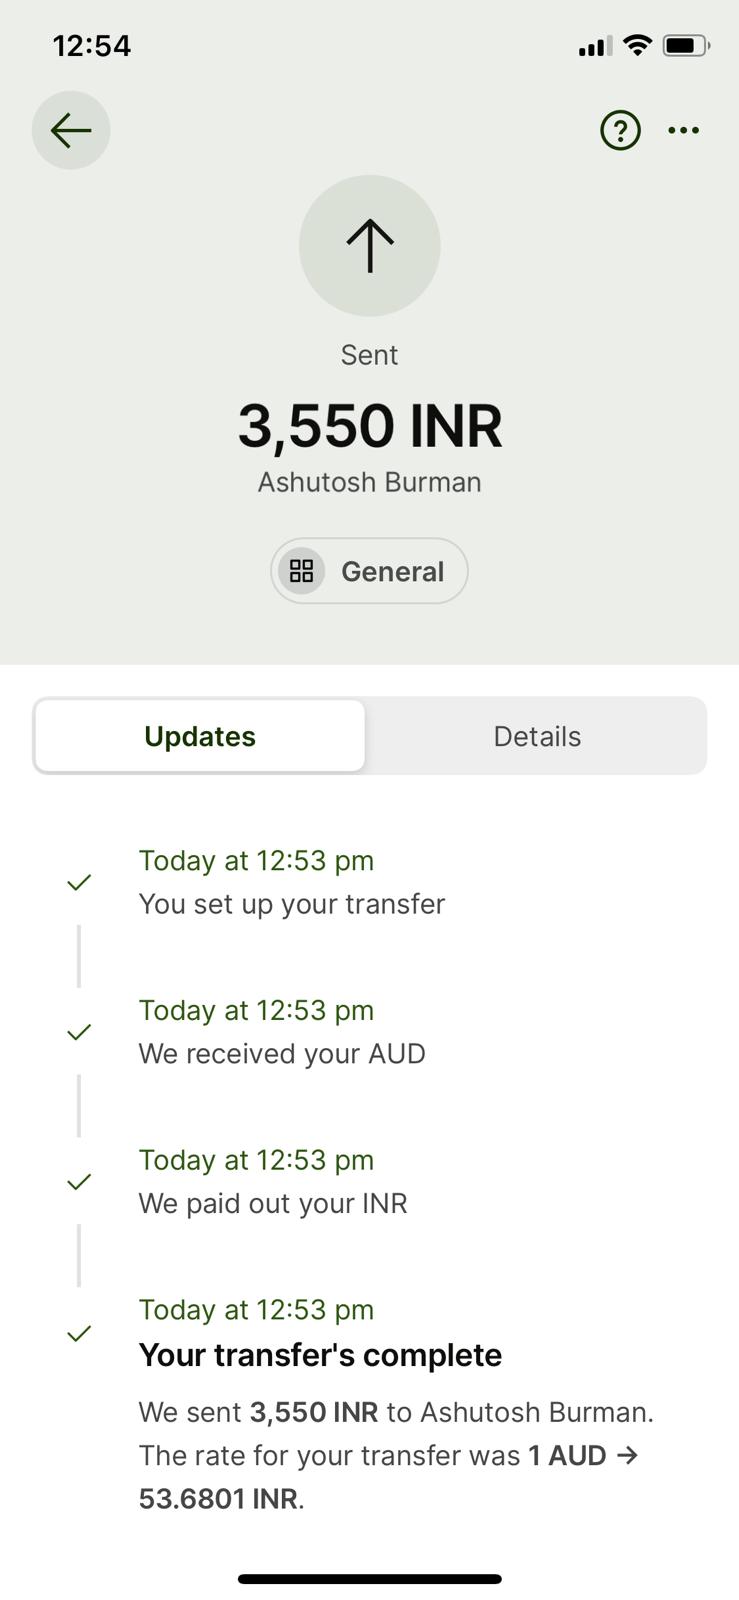 12:54
Sent
3,550 INR
Ashutosh Burman
General
Updates
Details
Today at 12:53 pm
You set up your transfer
Today at 12:53 pm
We received your AUD
Today at 12:53 pm
We paid out your INR
Today at 12:53 pm
Your transfer's complete
We sent 3,550 INR to Ashutosh Burman.
The rate for your transfer was 1 AUD →
53.6801 INR.